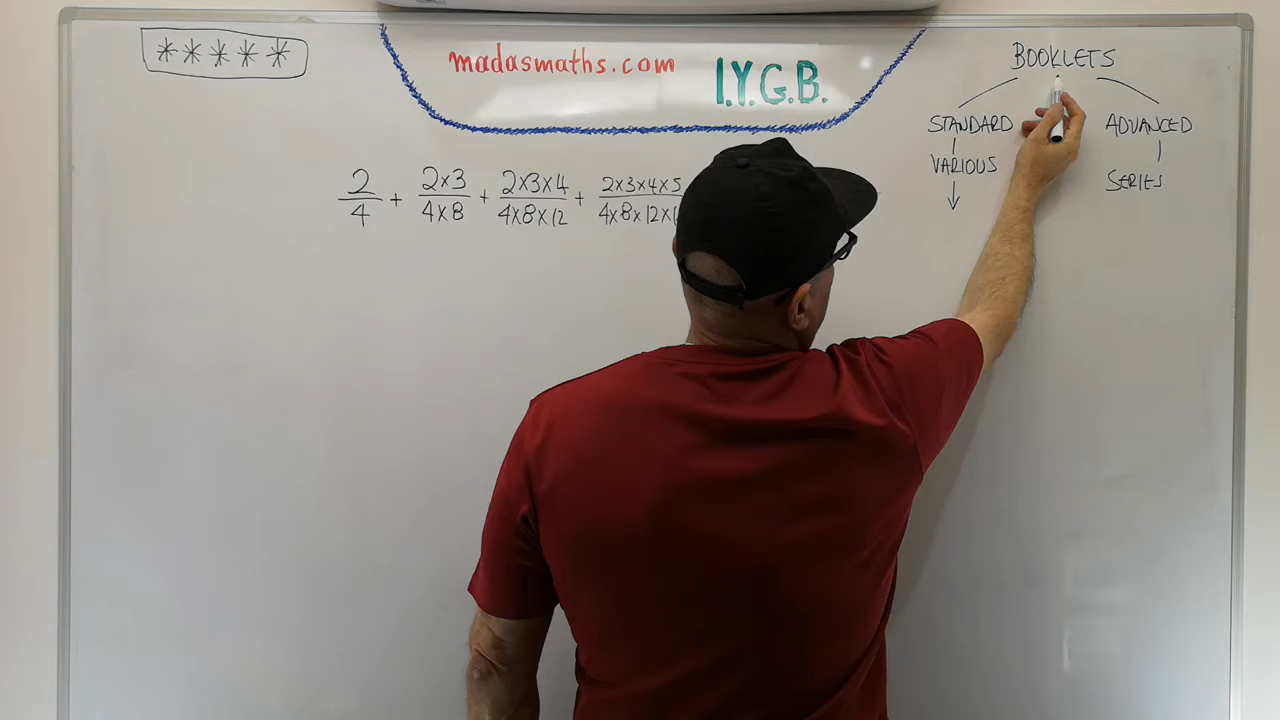 *****
madasmaths.com I.Y.G.B.
BOOKLETS
STANDARD ADVANCED
VARIOUS SERIES
2/4 + 2×3/4×8 + 2×3×4/4×8×12 + 2×3×4×5/4×8×12×